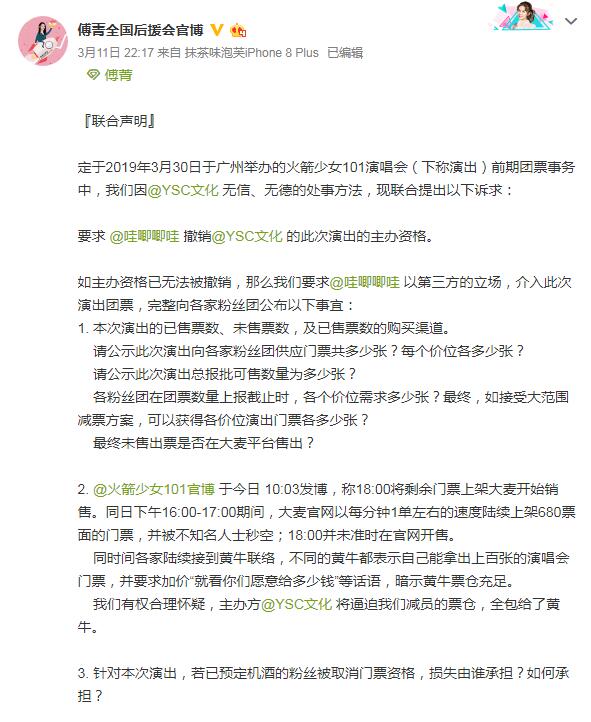 傅菁全国后援会官博
3月11日 22:17 来自 抹茶味泡芙iPhone 8 Plus 已编辑
傅菁
『联合声明』
定于2019年3月30日于广州举办的火箭少女101演唱会（下称演出）前期团票事务
中，我们因@YSC文化 无信、无德的处事方法，现联合提出以下诉求：
要求 @哇唧唧哇 撤销@YSC文化 的此次演出的主办资格。
如主办资格已无法被撤销，那么我们要求@哇唧唧哇 以第三方的立场，介入此次
演出团票，完整向各家粉丝团公布以下事宜：
1. 本次演出的已售票数、未售票数，及已售票数的购买渠道。
请公示此次演出向各家粉丝团供应门票共多少张？每个价位各多少张？
请公示此次演出总报批可售数量为多少张？
各粉丝团在团票数量上报截止时，各个价位需求多少张？最终，如接受大范围
减票方案，可以获得各价位演出门票各多少张？
最终未售出票是否在大麦平台售出？
2. @火箭少女101官博 于今日 10:03发博，称18:00将剩余门票上架大麦开始销
售。同日下午16:00-17:00期间，大麦官网以每分钟1单左右的速度陆续上架680票
面的门票，并被不知名人士秒空；18:00并未准时在官网开售。
同时间各家陆续接到黄牛联络，不同的黄牛都表示自己能拿出上百张的演唱会
门票，并要求加价“就看你们愿意给多少钱”等话语，暗示黄牛票仓充足。
我们有权合理怀疑，主办方@YSC文化 将逼迫我们减员的票仓，全包给了黄
牛。
3. 针对本次演出，若已预定机酒的粉丝被取消门票资格，损失由谁承担？如何承
担？